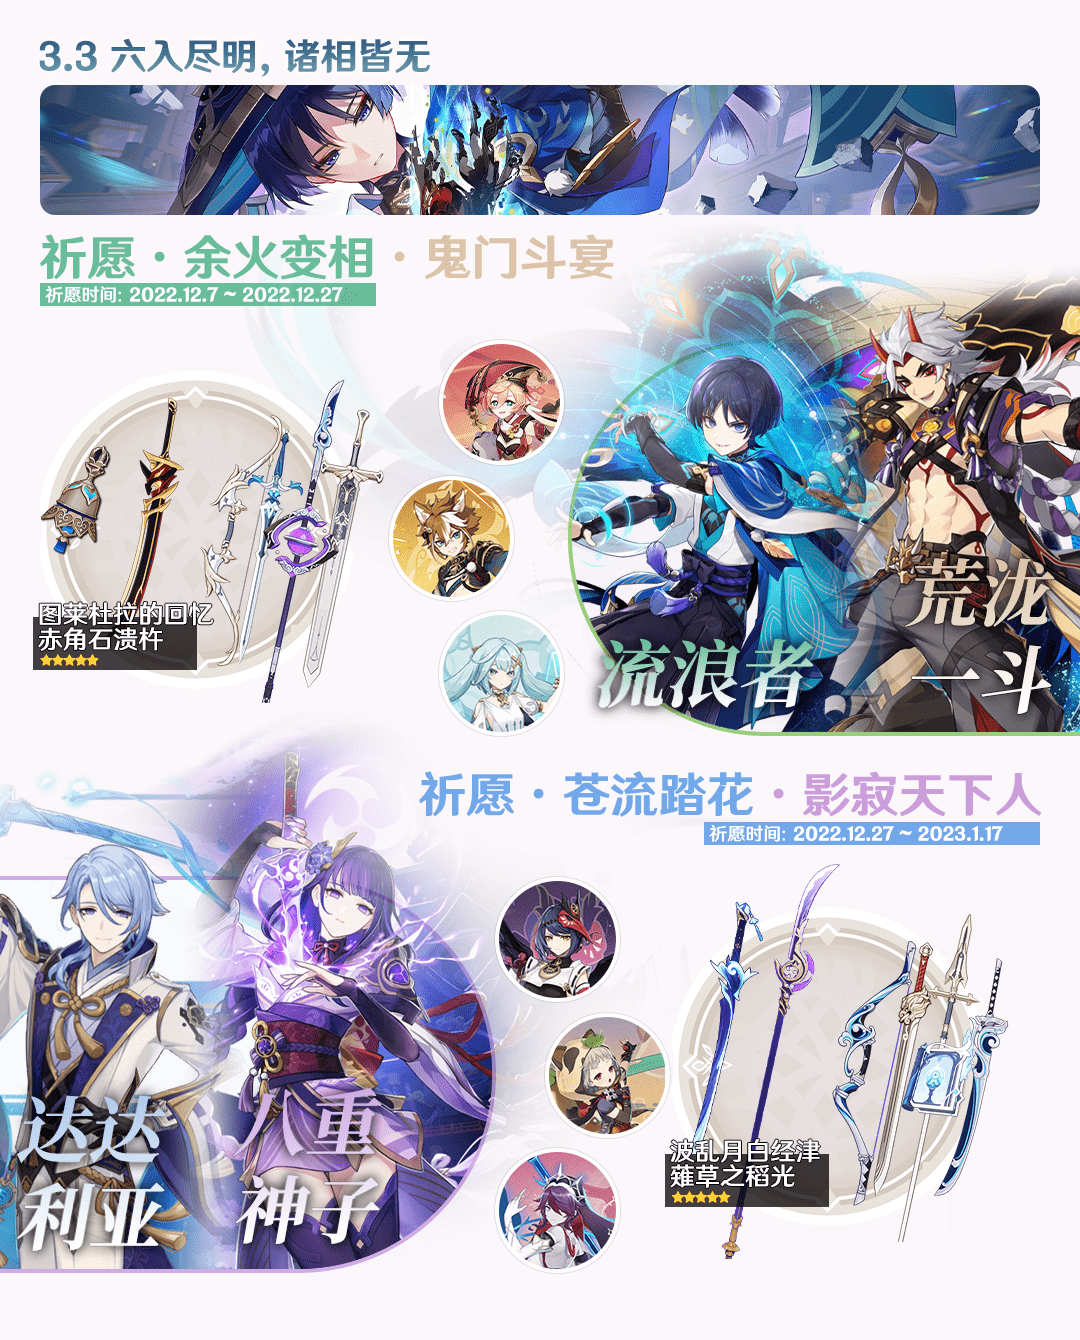 3.3 六入尽明, 诸相皆无
祈愿 · 余火变相 · 鬼门斗宴
祈愿时间: 2022.12.7 ~ 2022.12.27
图莱杜拉的回忆
赤角石溃杵
流浪者
荒泷
一斗
祈愿 · 苍流踏花 · 影寂天下人
祈愿时间: 2022.12.27 ~ 2023.1.17
达达
利亚
八重
神子
波乱月白经津
薙草之稻光